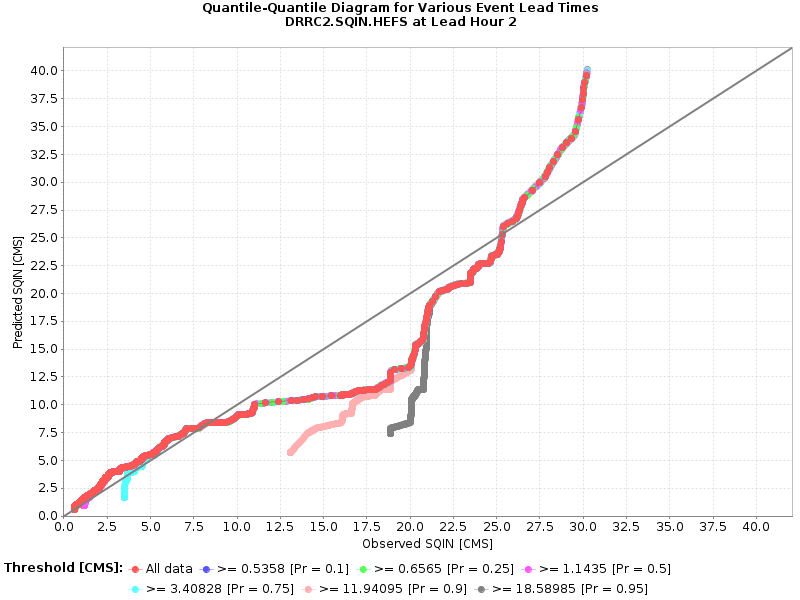 Quantile-Quantile Diagram for Various Event Lead Times
DRRC2.SQIN.HEFS at Lead Hour 2
Predicted SQIN [CMS]
40.0
37.5
35.0
32.5
30.0
27.5
25.0
22.5
20.0
17.5
15.0
12.5
10.0
7.5
5.0
2.5
0.0
0.0 2.5 5.0 7.5 10.0 12.5 15.0 17.5 20.0 22.5 25.0 27.5 30.0 32.5 35.0 37.5 40.0
Observed SQIN [CMS]
Threshold [CMS]: All data >= 0.5358 [Pr = 0.1] >= 0.6565 [Pr = 0.25] >= 1.1435 [Pr = 0.5]
>= 3.40828 [Pr = 0.75] >= 11.94095 [Pr = 0.9] >= 18.58985 [Pr = 0.95]